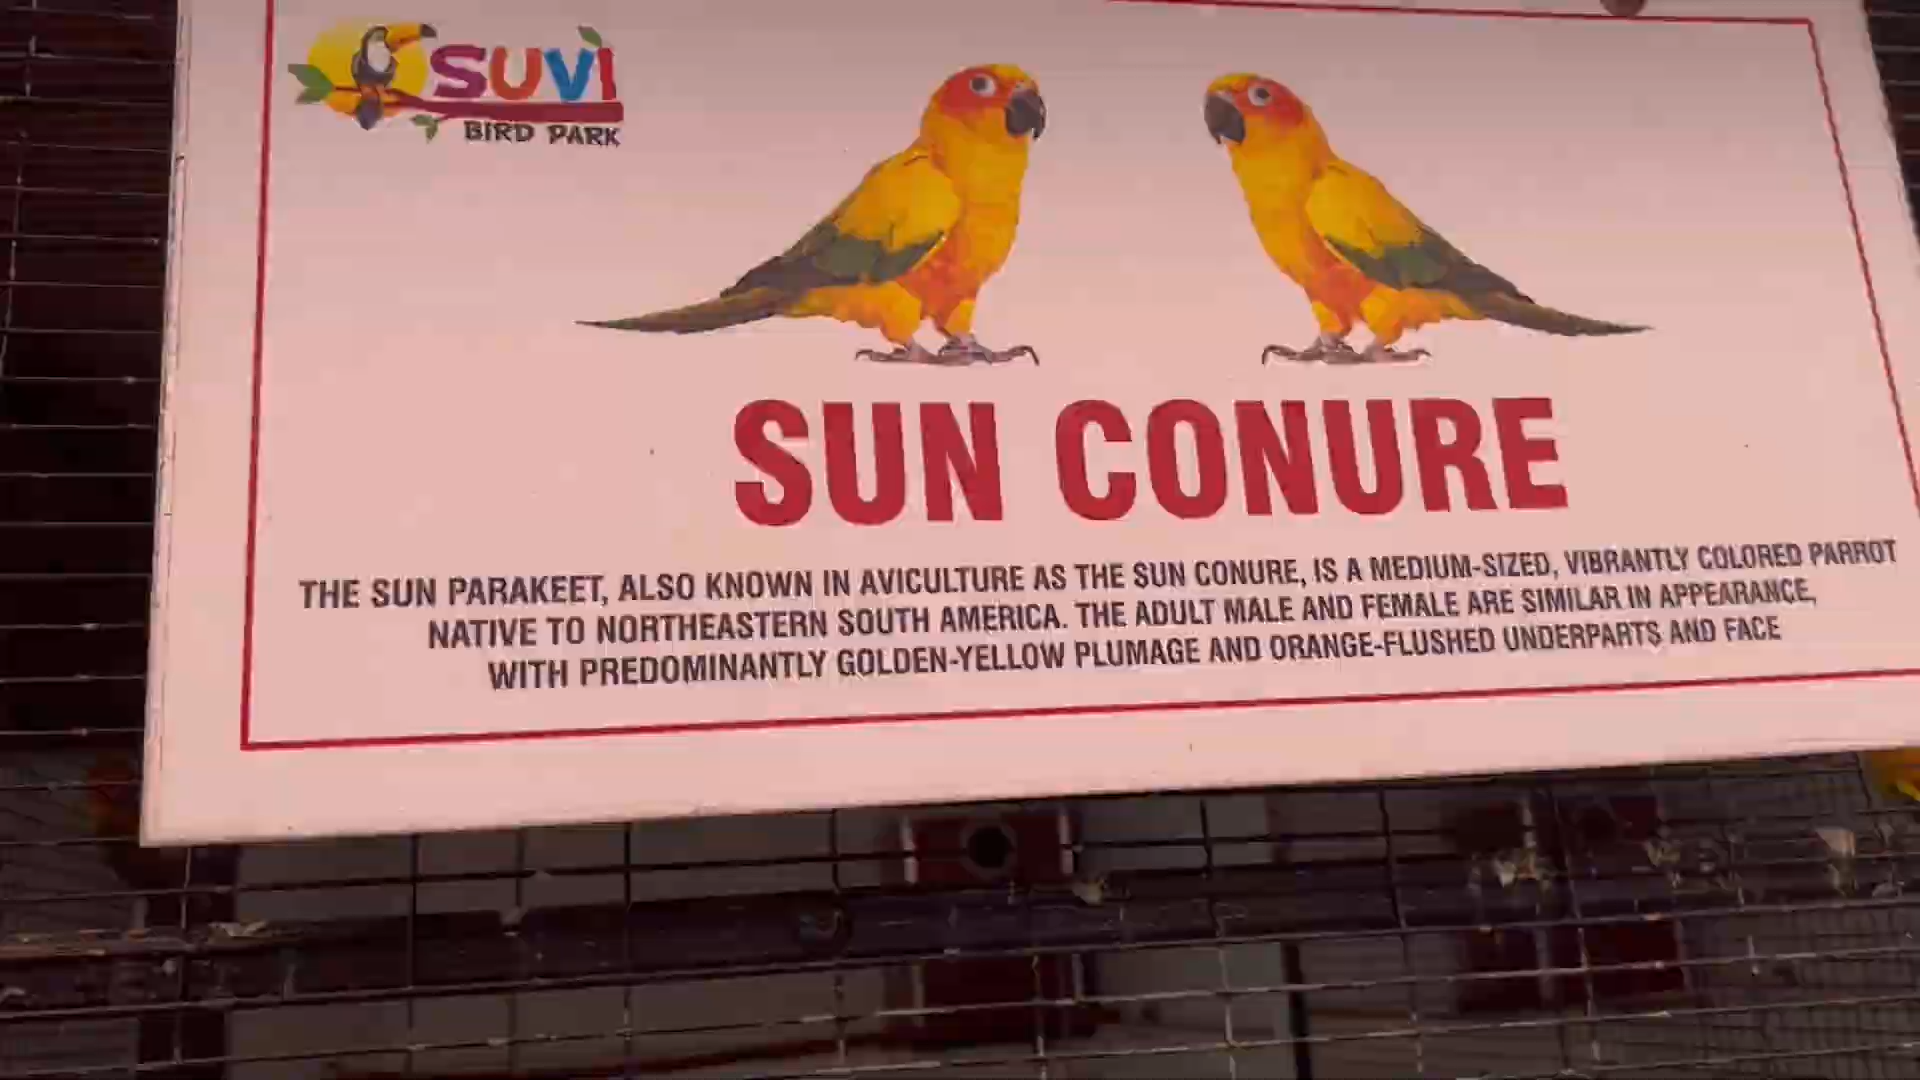 SUVI
BIRD PARK
SUN CONURE
THE SUN PARAKEET, ALSO KNOWN IN AVICULTURE AS THE SUN CONURE, IS A MEDIUM-SIZED, VIBRANTLY COLORED PARROT
NATIVE TO NORTHEASTERN SOUTH AMERICA. THE ADULT MALE AND FEMALE ARE SIMILAR IN APPEARANCE,
WITH PREDOMINANTLY GOLDEN-YELLOW PLUMAGE AND ORANGE-FLUSHED UNDERPARTS AND FACE